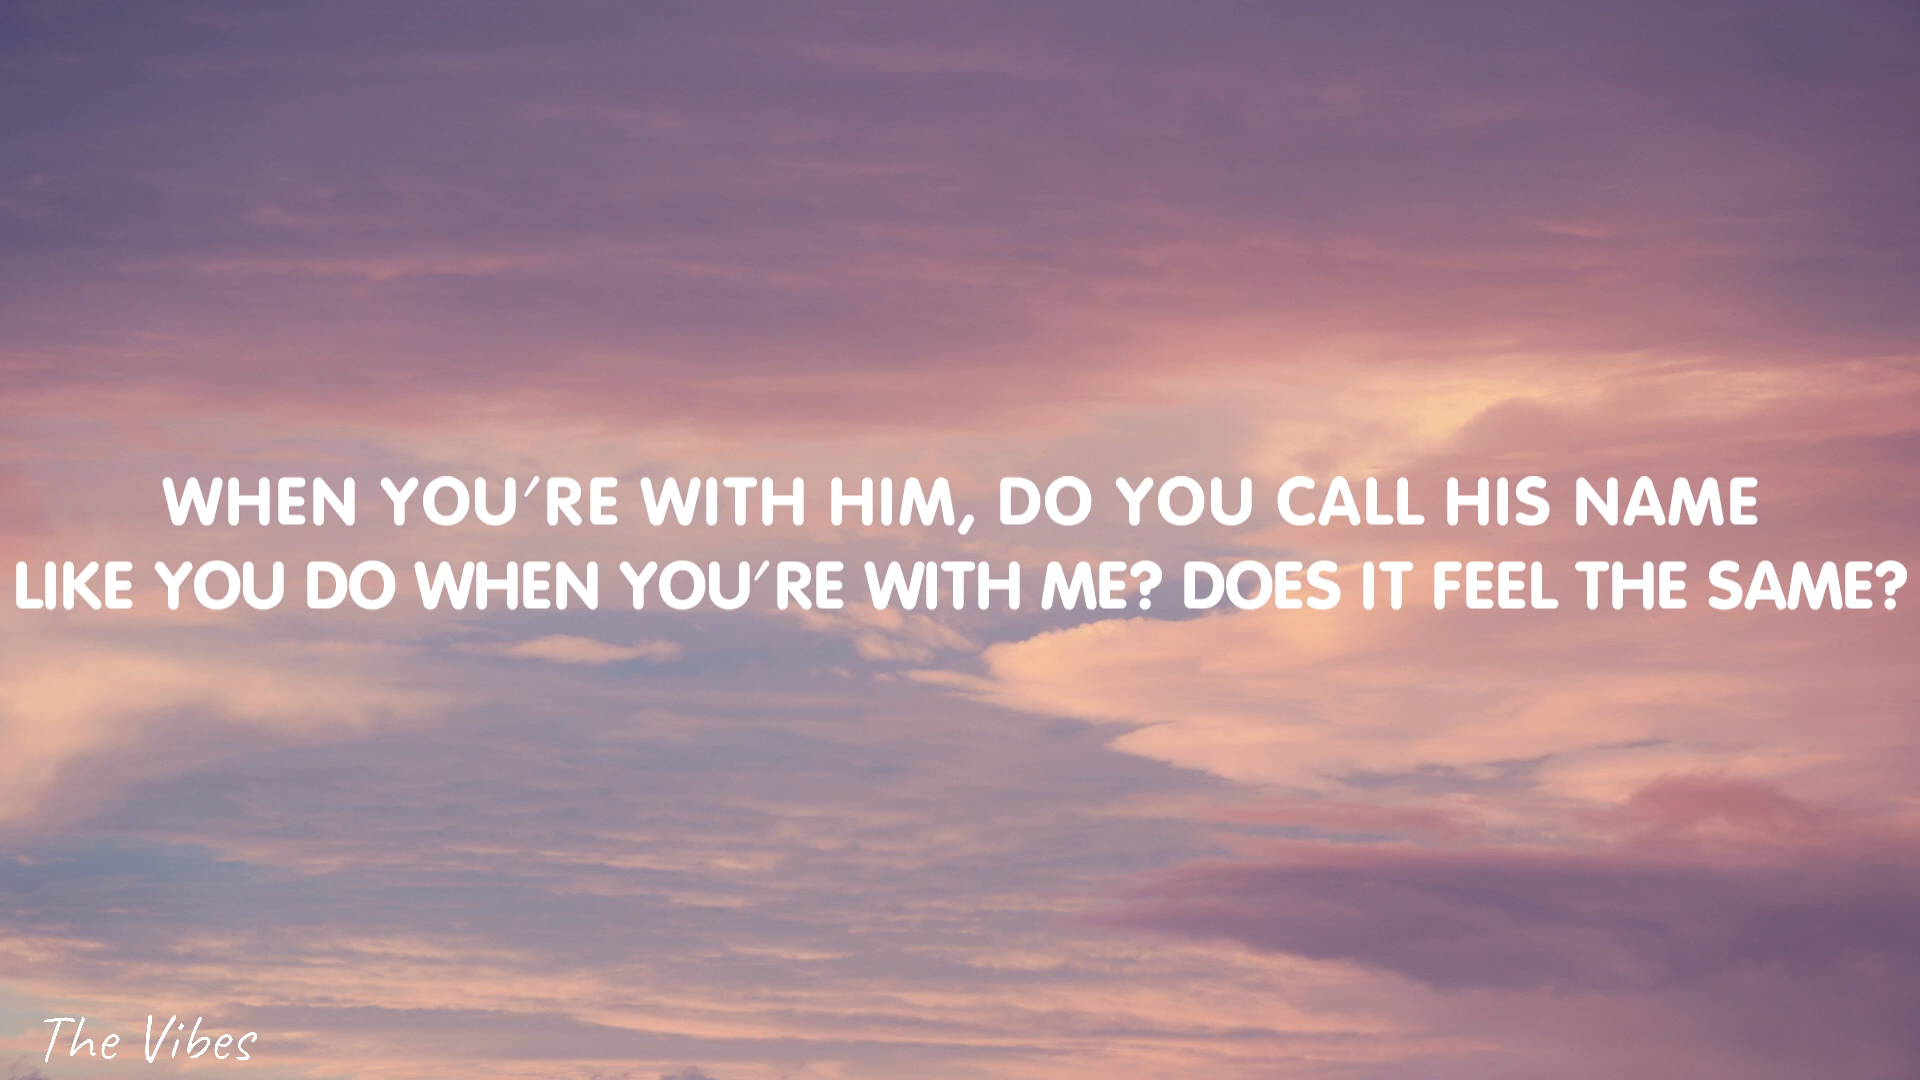 WHEN YOU'RE WITH HIM, DO YOU CALL HIS NAME
LIKE YOU DO WHEN YOU'RE WITH ME? DOES IT FEEL THE SAME?
The Vibes